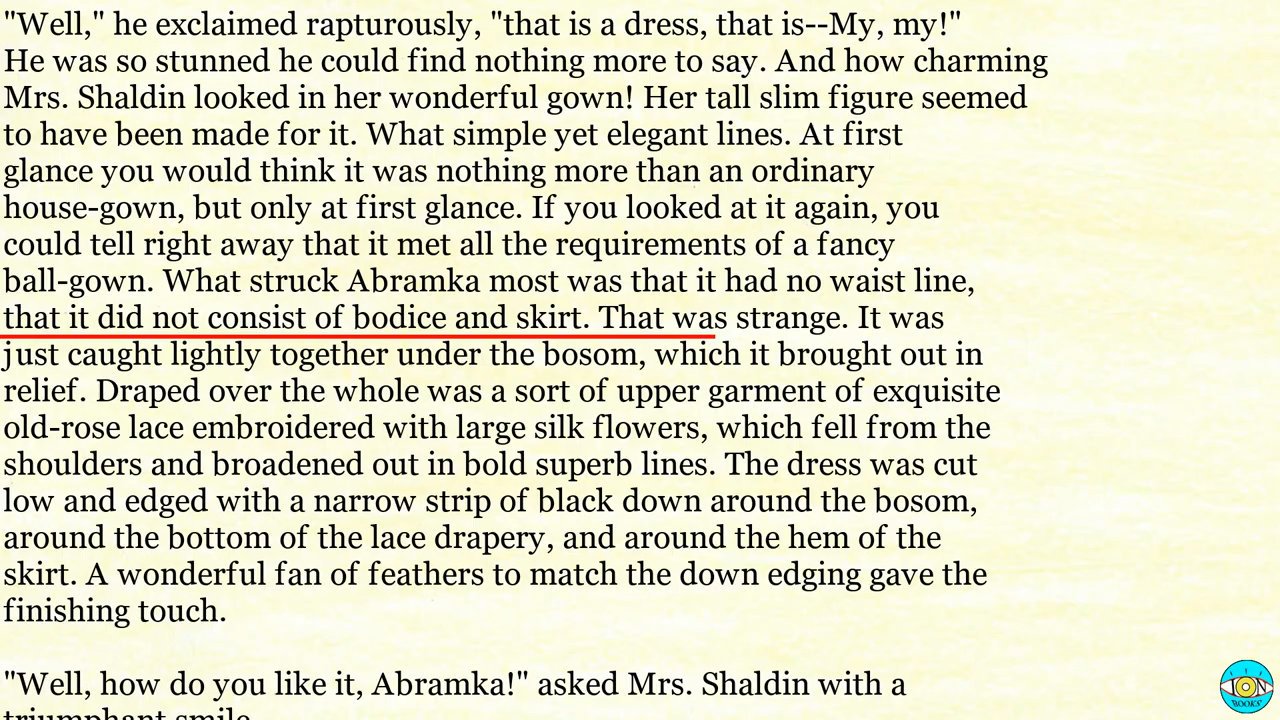 "Well," he exclaimed rapturously, "that is a dress, that is--My, my!"
He was so stunned he could find nothing more to say. And how charming
Mrs. Shaldin looked in her wonderful gown! Her tall slim figure seemed
to have been made for it. What simple yet elegant lines. At first
glance you would think it was nothing more than an ordinary
house-gown, but only at first glance. If you looked at it again, you
could tell right away that it met all the requirements of a fancy
ball-gown. What struck Abramka most was that it had no waist line,
that it did not consist of bodice and skirt. That was strange. It was
just caught lightly together under the bosom, which it brought out in
relief. Draped over the whole was a sort of upper garment of exquisite
old-rose lace embroidered with large silk flowers, which fell from the
shoulders and broadened out in bold superb lines. The dress was cut
low and edged with a narrow strip of black down around the bosom,
around the bottom of the lace drapery, and around the hem of the
skirt. A wonderful fan of feathers to match the down edging gave the
finishing touch.
"Well, how do you like it, Abramka!" asked Mrs. Shaldin with a
triumphant smile.
ION
BOOKS